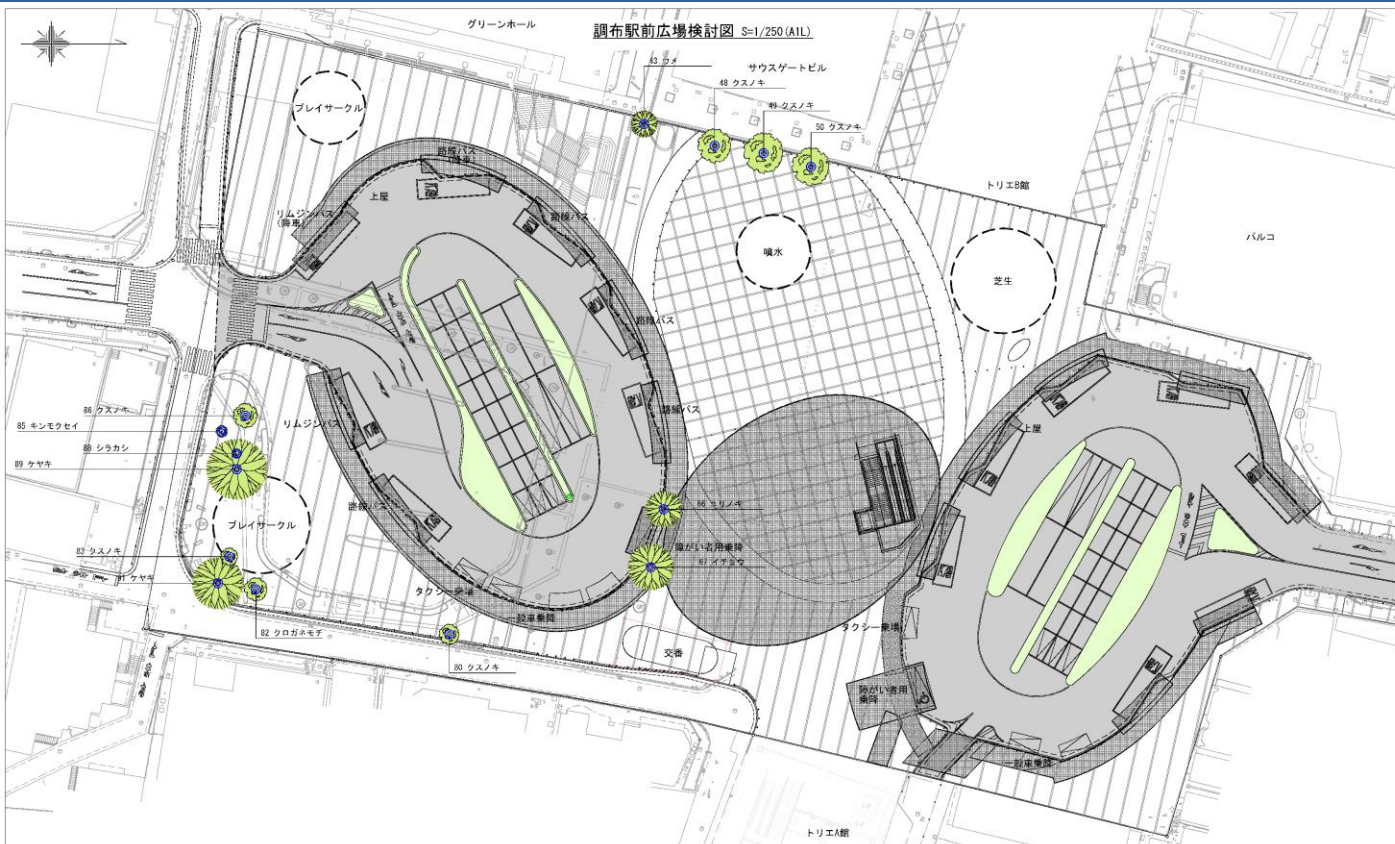 グリーンホール
調布駅前広場検討図 S=1/250(A1L)
43 ウメ
サウスゲートビル
48 クスノキ
49 クスノキ
50 クスノキ
プレイサークル
路線バス
(降車)
上屋
リムジンバス
(降車)
路線バス
トリエB館
パルコ
噴水
芝生
路線バス
路線バス
86 クスノキ
85 キンモクセイ
88 シラカシ
89 ケヤキ
リムジンバス
上屋
プレイサークル
路線バス
66 ユリノキ
障がい者用乗降
67 イチョウ
83 クスノキ
81 ケヤキ
タクシー乗場
一般車乗降
82 クロガネモチ
80 クスノキ
交番
タクシー乗場
障がい者用
乗降
一般車乗降
トリエA館